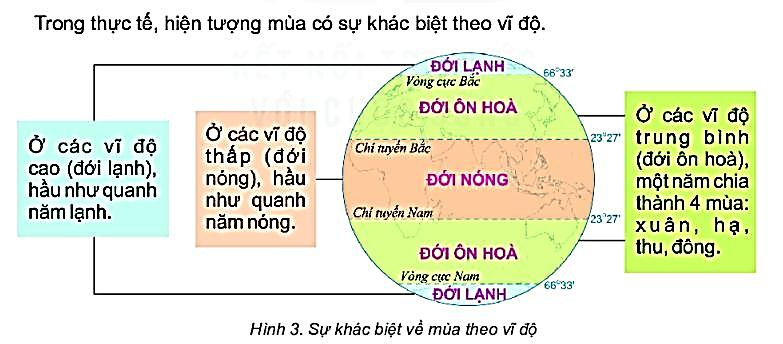 Trong thực tế, hiện tượng mùa có sự khác biệt theo vĩ độ.
ĐỚI LẠNH
66°33'
Vòng cực Bắc
ĐỚI ÔN HOÀ
23°27'
Chí tuyến Bắc
ĐỚI NÓNG
Chí tuyến Nam
23°27'
ĐỚI ÔN HOÀ
Vòng cực Nam
66°33'
ĐỚI LẠNH
Ở các vĩ độ
cao (đới lạnh),
hầu như quanh
năm lạnh.
Ở các vĩ độ
thấp (đới
nóng), hầu
như quanh
năm nóng.
Ở các vĩ độ
trung bình
(đới ôn hoà),
một năm chia
thành 4 mùa:
xuân, hạ,
thu, đông.
Hình 3. Sự khác biệt về mùa theo vĩ độ